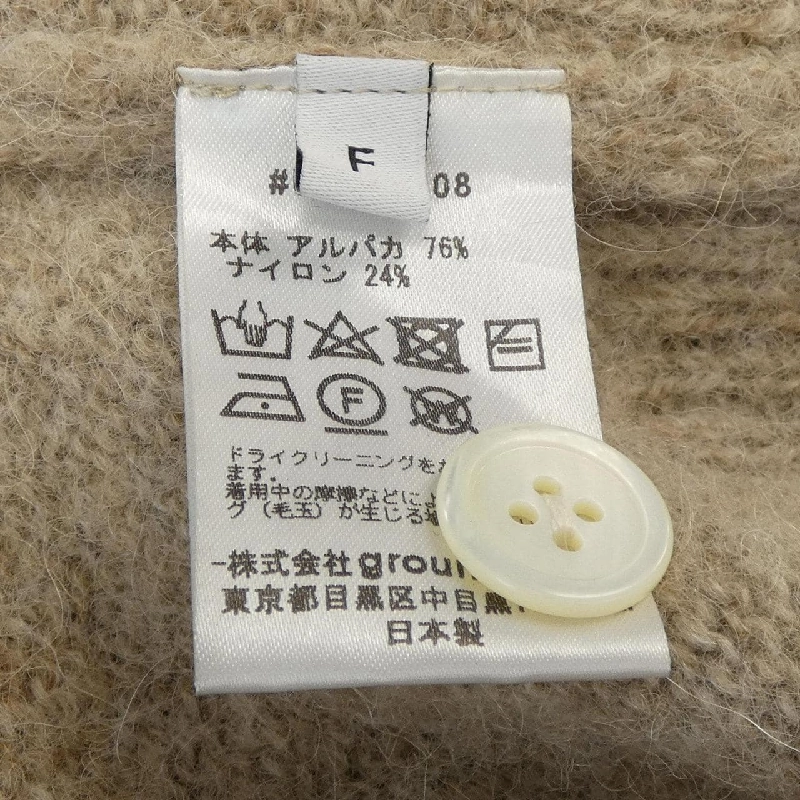 F
# 08
本体 アルパカ 76%
ナイロン 24%
F
ドライクリーニングを
ます。
着用中の摩擦などによ
グ（毛玉）が生じる
-株式会社 grou
東京都目黒区中目黒
日本製